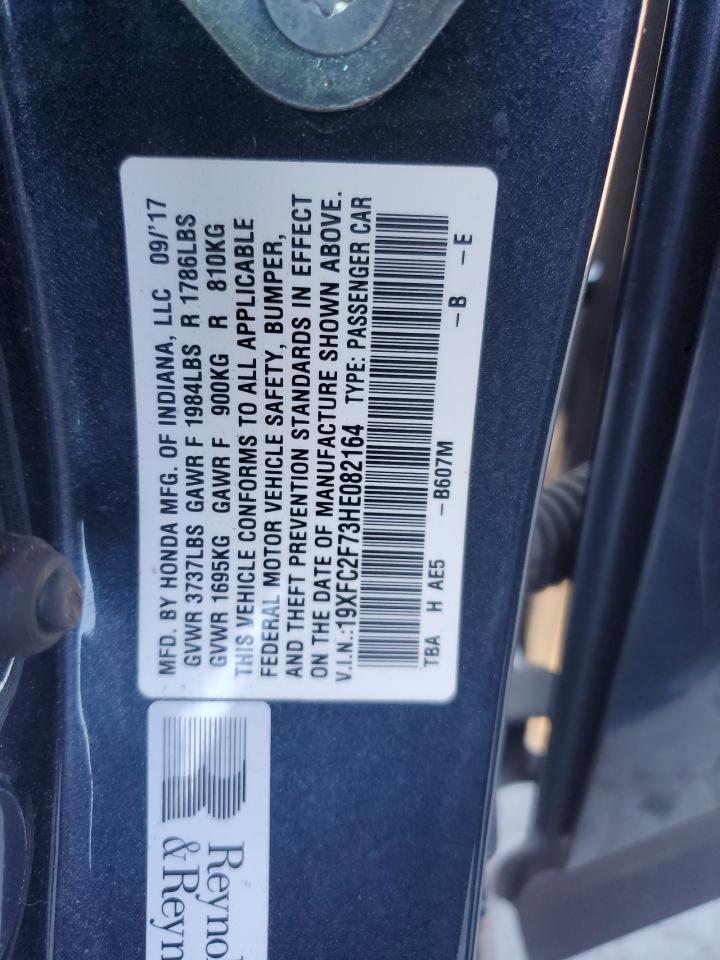 MFD. BY HONDA MFG. OF INDIANA, LLC 09/'17
GVWR 3737LBS GAWR F 1984LBS R 1786LBS
GVWR 1695KG GAWR F 900KG R 810KG
THIS VEHICLE CONFORMS TO ALL APPLICABLE
FEDERAL MOTOR VEHICLE SAFETY, BUMPER,
AND THEFT PREVENTION STANDARDS IN EFFECT
ON THE DATE OF MANUFACTURE SHOWN ABOVE.
V.I.N.:19XFC2F73HE082164 TYPE: PASSENGER CAR
TBA H AE5 -B607M -B -E
Reynol
& Reyn